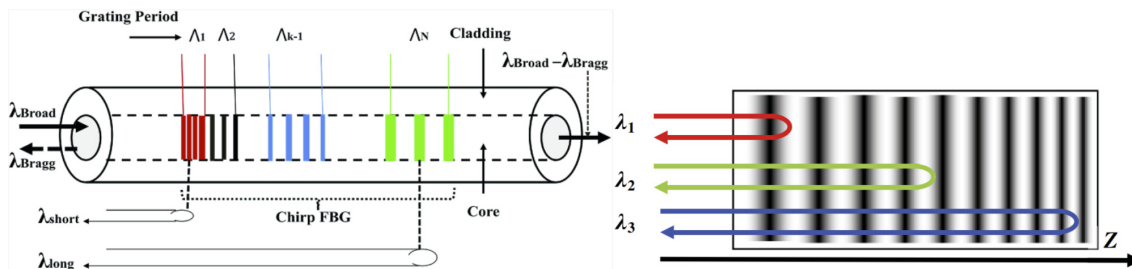 Grating Period
Λ1 Λ2 Λk-1 ΛN
Cladding
λBroad −λBragg
λBroad
λBragg
λshort
Chirp FBG
Core
λlong
λ1
λ2
λ3
Z